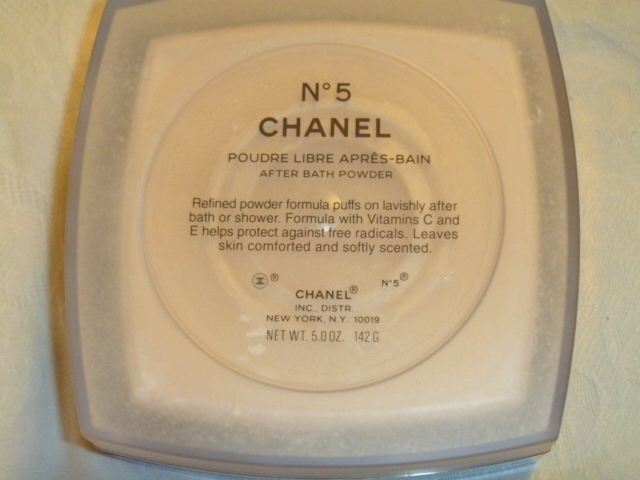 N°5
CHANEL
POUDRE LIBRE APRÈS-BAIN
AFTER BATH POWDER
Refined powder formula puffs on lavishly after
bath or shower. Formula with Vitamins C and
E helps protect against free radicals. Leaves
skin comforted and softly scented.
® N°5®
CHANEL®
INC., DISTR.
NEW YORK, N.Y. 10019
NET WT. 5.0 OZ. 142 G